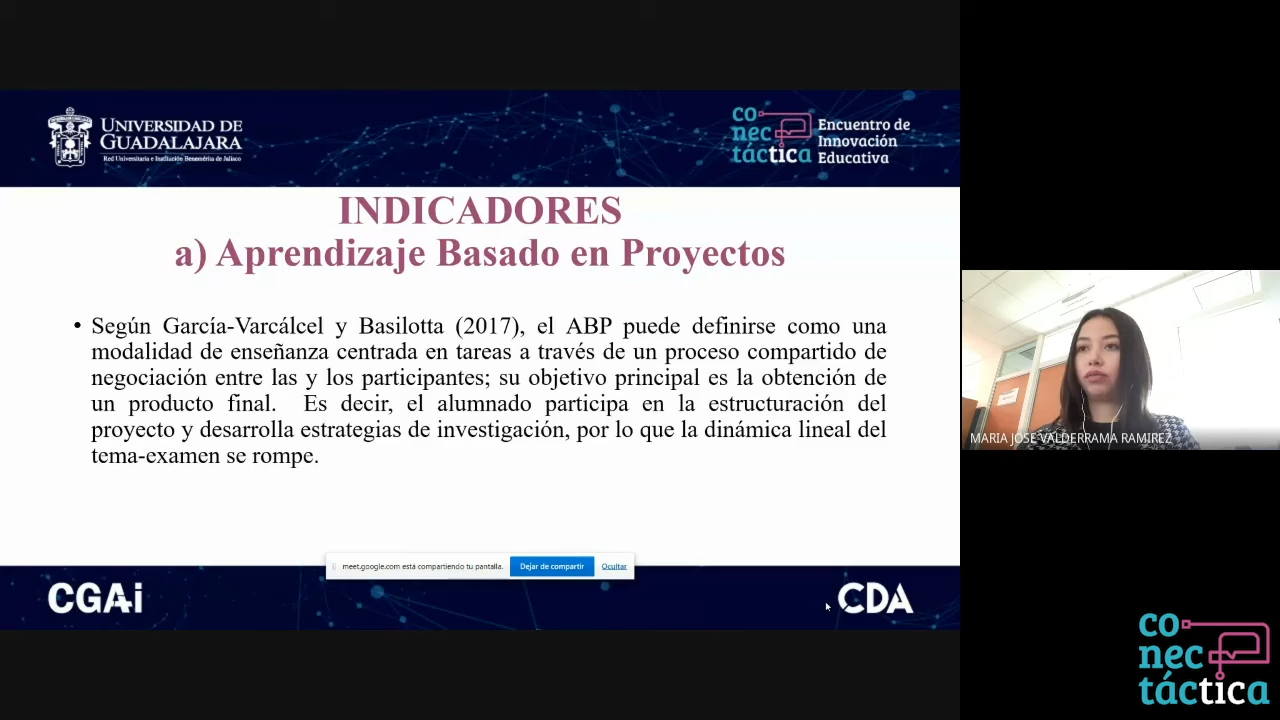 UNIVERSIDAD DE
GUADALAJARA
Red Universitaria e Institución Benemérita de Jalisco
co
nec
táctica
Encuentro de
Innovación
Educativa
INDICADORES
a) Aprendizaje Basado en Proyectos
• Según García-Varcálcel y Basilotta (2017), el ABP puede definirse como una
modalidad de enseñanza centrada en tareas a través de un proceso compartido de
negociación entre las y los participantes; su objetivo principal es la obtención de
un producto final. Es decir, el alumnado participa en la estructuración del
proyecto y desarrolla estrategias de investigación, por lo que la dinámica lineal del
tema-examen se rompe.
meet.google.com está compartiendo tu pantalla.
Dejar de compartir
Ocultar
CGAi
CDA
MARIA JOSE VALDERRAMA RAMIREZ
co
nec
táctica